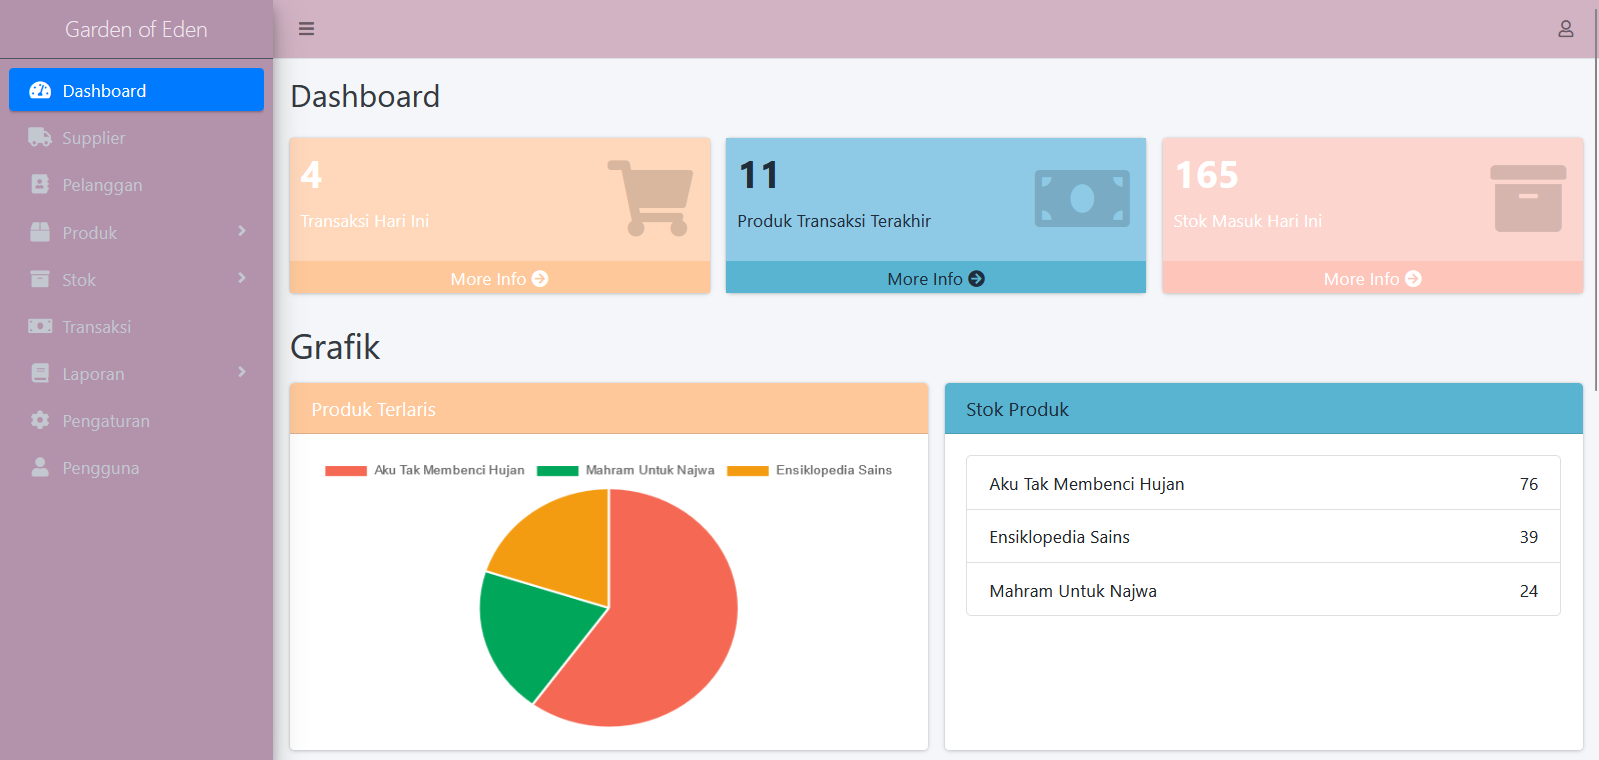 Garden of Eden
Dashboard
Supplier
Pelanggan
Produk
Stok
Transaksi
Laporan
Pengaturan
Pengguna
Dashboard
4
Transaksi Hari Ini
More Info
11
Produk Transaksi Terakhir
More Info
165
Stok Masuk Hari Ini
More Info
Grafik
Produk Terlaris
Aku Tak Membenci Hujan Mahram Untuk Najwa Ensiklopedia Sains
Stok Produk
Aku Tak Membenci Hujan 76
Ensiklopedia Sains 39
Mahram Untuk Najwa 24